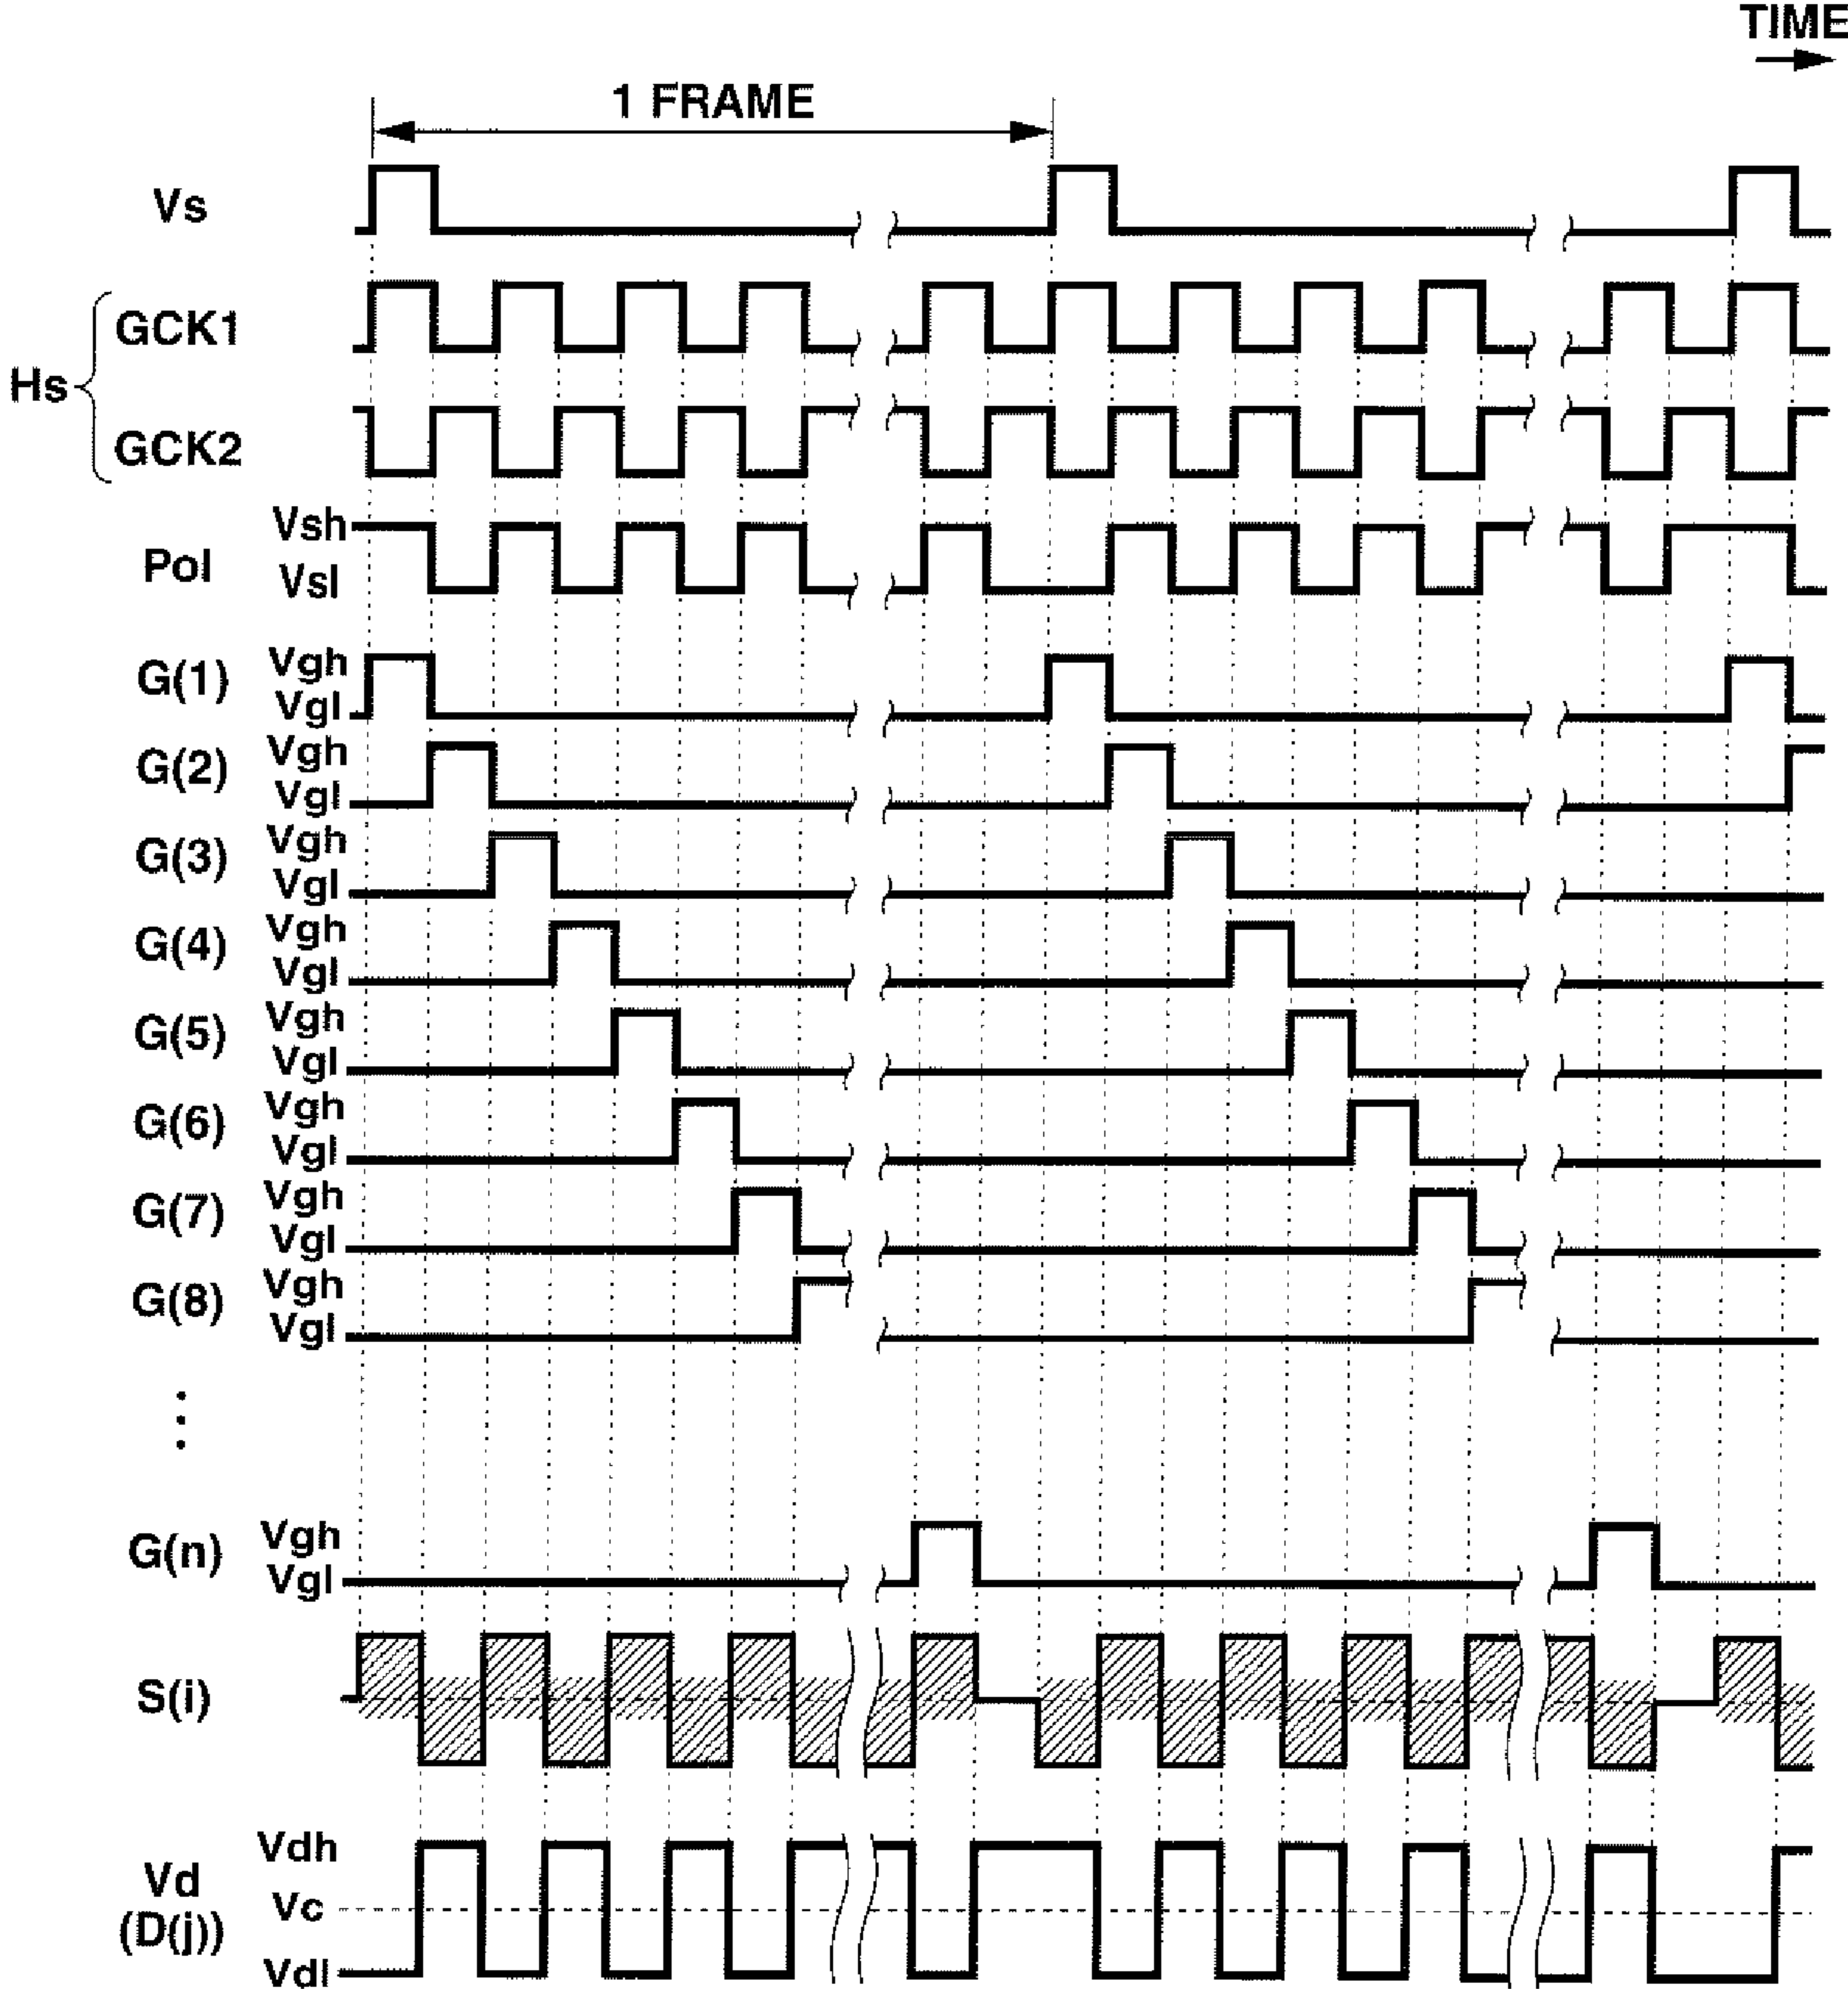 TIME
1 FRAME
Vs
GCK1
Hs
GCK2
Vsh
Pol
Vsl
G(1)
Vgh
Vgl
G(2)
Vgh
Vgl
G(3)
Vgh
Vgl
G(4)
Vgh
Vgl
G(5)
Vgh
Vgl
G(6)
Vgh
Vgl
G(7)
Vgh
Vgl
G(8)
Vgh
Vgl
⋮
G(n)
Vgh
Vgl
S(i)
Vdh
Vd
(D(j))
Vc
Vdl